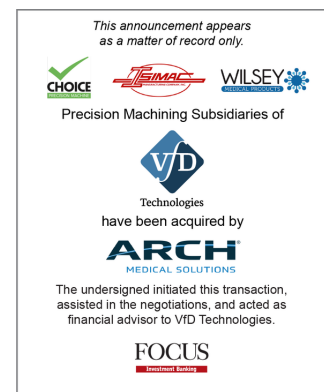 This announcement appears
as a matter of record only.
CHOICE
SIMAC
WILSEY
MEDICAL PRODUCTS
Precision Machining Subsidiaries of
VfD
Technologies
have been acquired by
ARCH
MEDICAL SOLUTIONS
The undersigned initiated this transaction,
assisted in the negotiations, and acted as
financial advisor to VfD Technologies.
FOCUS
Investment Banking